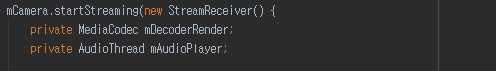 mCamera.startStreaming(new StreamReceiver() {
    private MediaCodec mDecoderRender;
    private AudioThread mAudioPlayer;